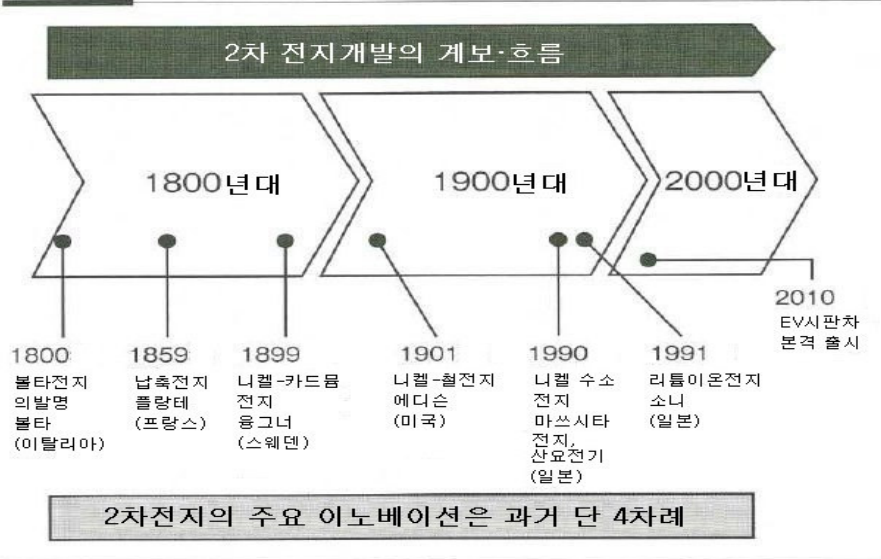 2차 전지개발의 계보·흐름
1800년대
1900년대
2000년대
1800
볼타전지
의발명
볼타
(이탈리아)
1859
납축전지
플랑테
(프랑스)
1899
니켈-카드뮴
전지
융그너
(스웨덴)
1901
니켈-철전지
에디슨
(미국)
1990
니켈 수소
전지
마쓰시타
전지,
산요전기
(일본)
1991
리튬이온전지
소니
(일본)
2010
EV시판차
본격 출시
2차전지의 주요 이노베이션은 과거 단 4차례